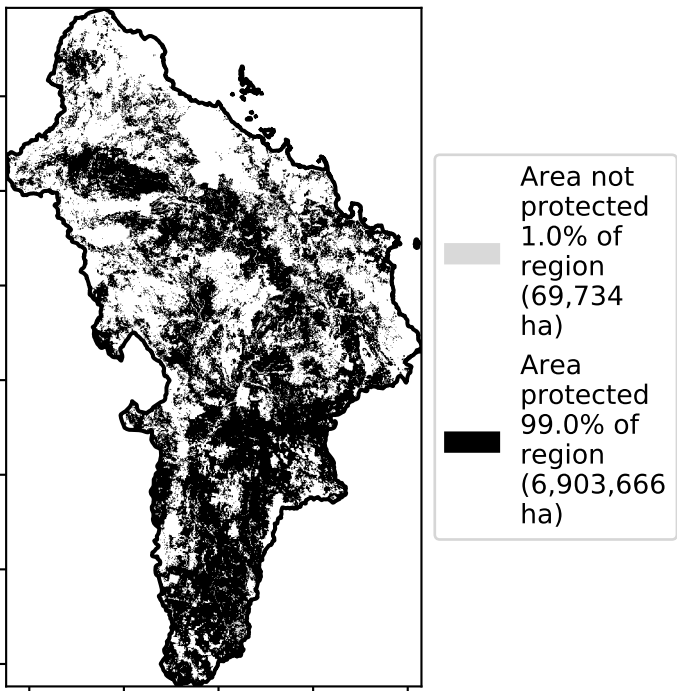 Area not
protected
1.0% of
region
(69,734
ha)
Area
protected
99.0% of
region
(6,903,666
ha)